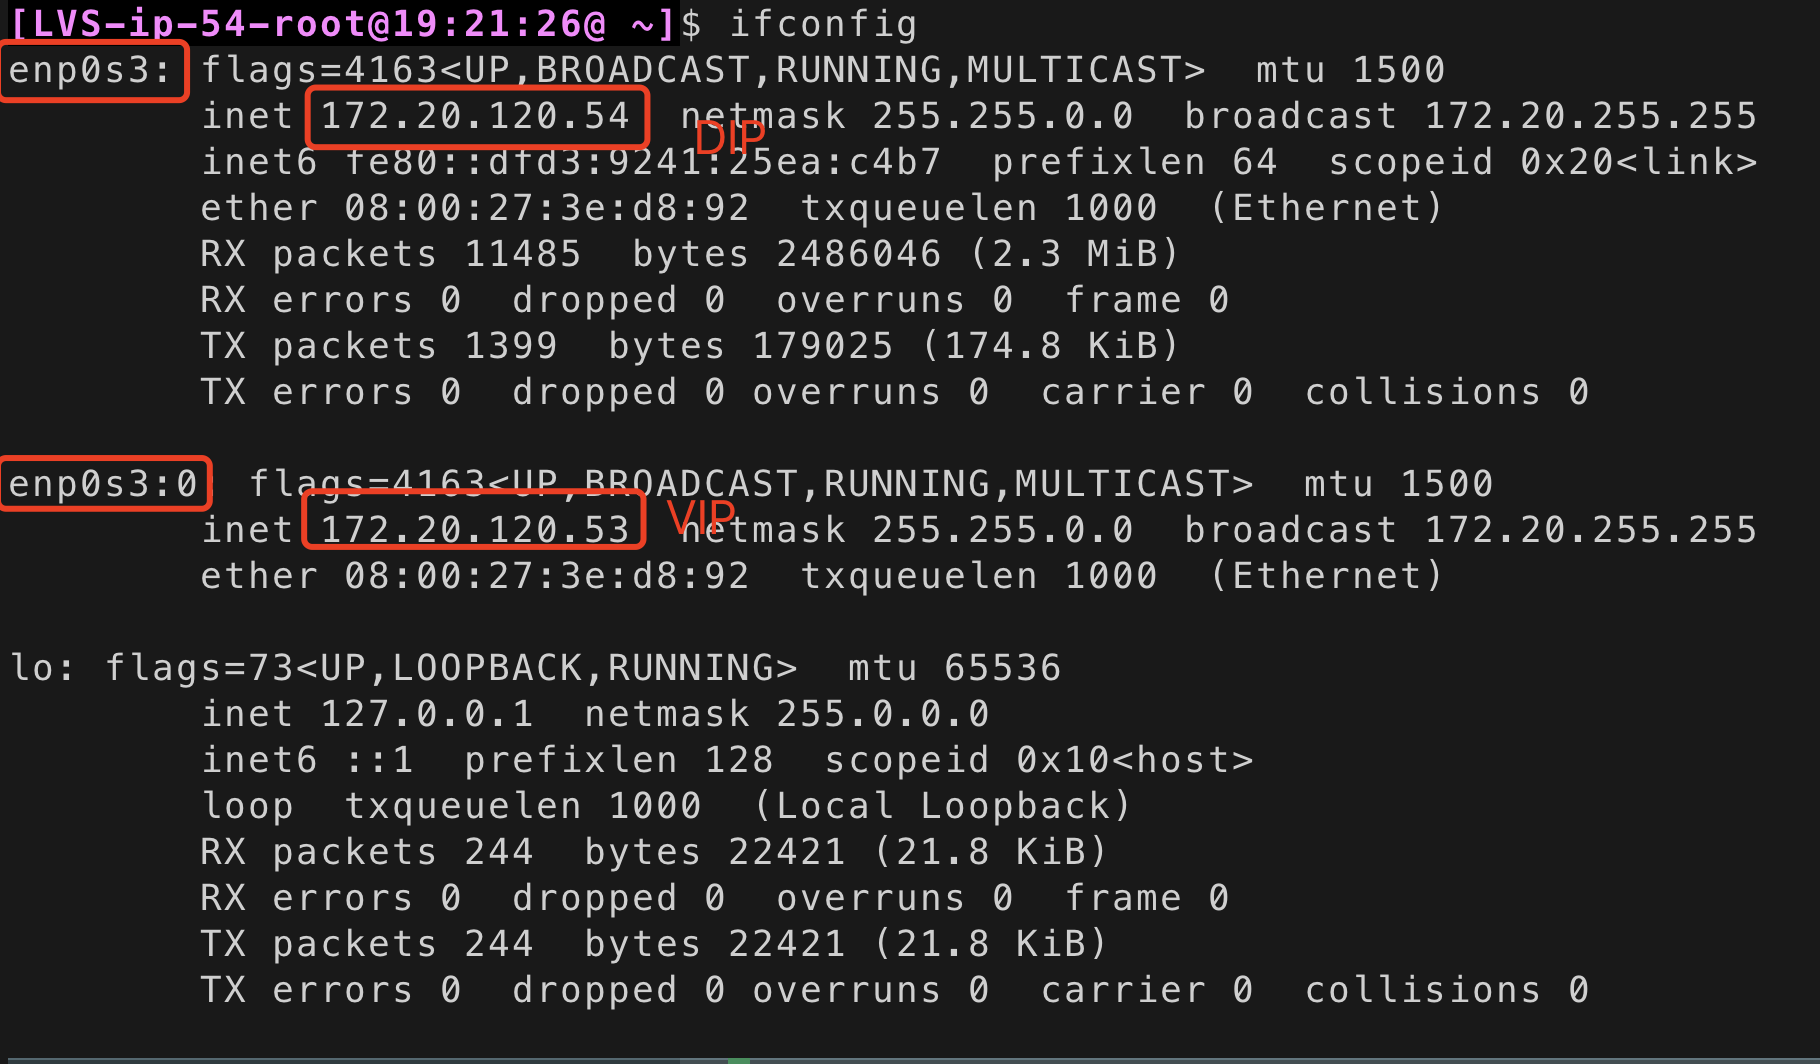 [LVS-ip-54-root@19:21:26@ ~]$ ifconfig
enp0s3: flags=4163<UP,BROADCAST,RUNNING,MULTICAST>  mtu 1500
inet 172.20.120.54  netmask 255.255.0.0  broadcast 172.20.255.255
DIP
inet6 fe80::dfd3:9241:25ea:c4b7  prefixlen 64  scopeid 0x20<link>
ether 08:00:27:3e:d8:92  txqueuelen 1000  (Ethernet)
RX packets 11485  bytes 2486046 (2.3 MiB)
RX errors 0  dropped 0  overruns 0  frame 0
TX packets 1399  bytes 179025 (174.8 KiB)
TX errors 0  dropped 0 overruns 0  carrier 0  collisions 0
enp0s3:0: flags=4163<UP,BROADCAST,RUNNING,MULTICAST>  mtu 1500
VIP
inet 172.20.120.53  netmask 255.255.0.0  broadcast 172.20.255.255
ether 08:00:27:3e:d8:92  txqueuelen 1000  (Ethernet)
lo: flags=73<UP,LOOPBACK,RUNNING>  mtu 65536
inet 127.0.0.1  netmask 255.0.0.0
inet6 ::1  prefixlen 128  scopeid 0x10<host>
loop  txqueuelen 1000  (Local Loopback)
RX packets 244  bytes 22421 (21.8 KiB)
RX errors 0  dropped 0  overruns 0  frame 0
TX packets 244  bytes 22421 (21.8 KiB)
TX errors 0  dropped 0 overruns 0  carrier 0  collisions 0